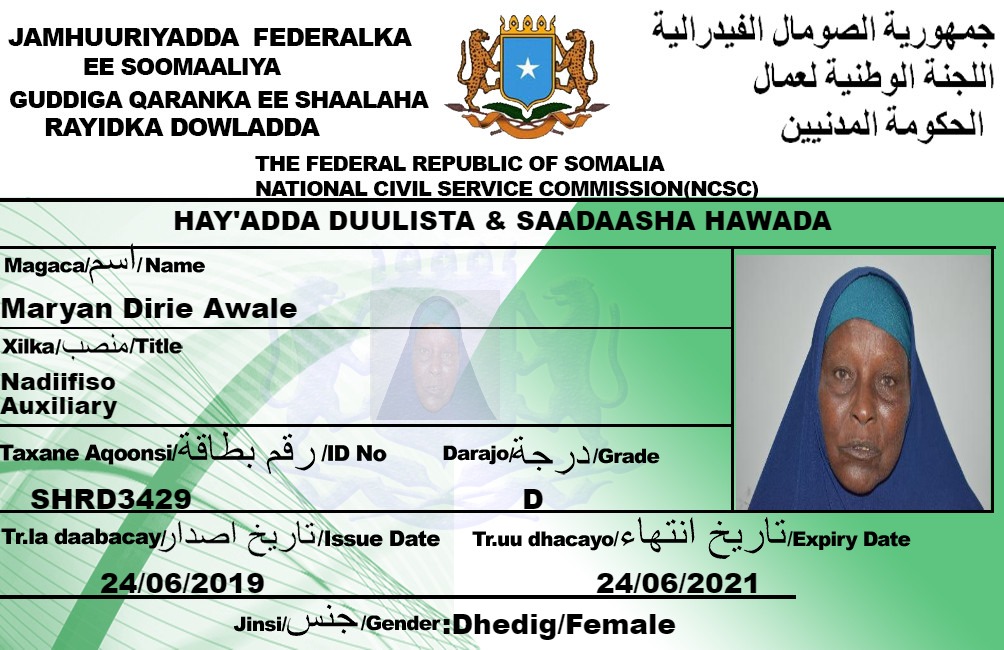 JAMHUURIYADDA FEDERALKA
EE SOOMAALIYA
GUDDIGA QARANKA EE SHAALAHA
RAYIDKA DOWLADDA
جمهورية الصومال الفيدرالية
اللجنة الوطنية لعمال
الحكومة المدنيين
THE FEDERAL REPUBLIC OF SOMALIA
NATIONAL CIVIL SERVICE COMMISSION(NCSC)
HAY'ADDA DUULISTA & SAADAASHA HAWADA
Magaca/اسم/Name
Maryan Dirie Awale
Xilka/منصب/Title
Nadiifiso
Auxiliary
Taxane Aqoonsi/رقم بطاقة/ID No
SHRD3429
Darajo/درجة/Grade
D
Tr.la daabacay/تاريخ اصدار/Issue Date
24/06/2019
Tr.uu dhacayo/تاريخ انتهاء/Expiry Date
24/06/2021
Jinsi/جنس/Gender:Dhedig/Female